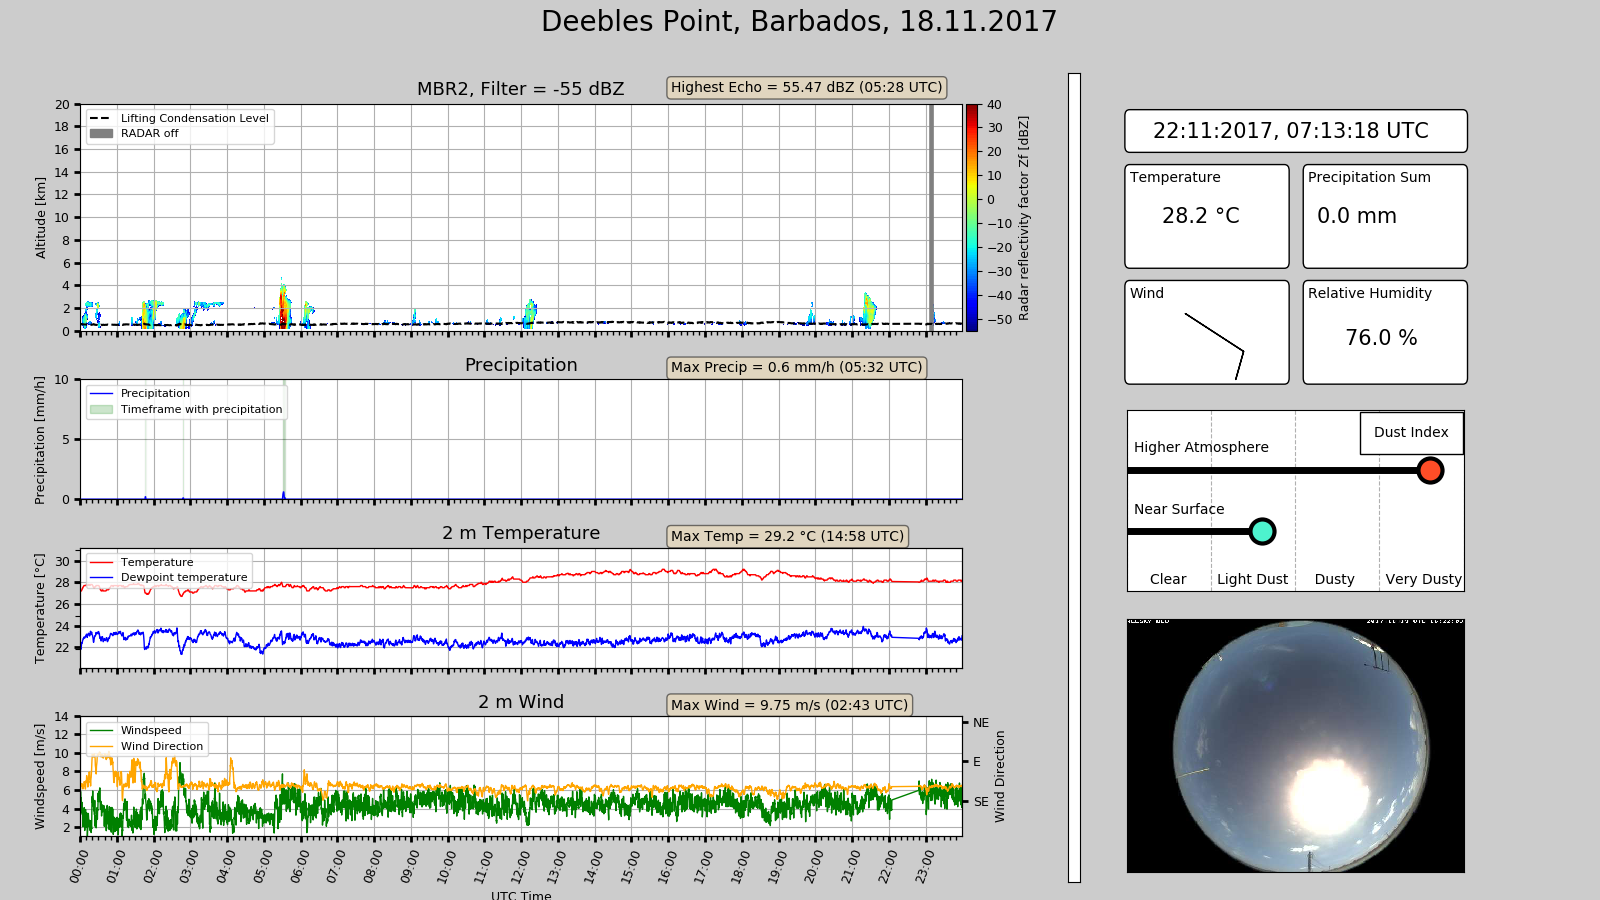 Deebles Point, Barbados, 18.11.2017
MBR2, Filter = -55 dBZ
Highest Echo = 55.47 dBZ (05:28 UTC)
Lifting Condensation Level
RADAR off
Altitude [km]
20
18
16
14
12
10
8
6
4
2
0
40
30
20
10
0
−10
−20
−30
−40
−50
Radar reflectivity factor Zf [dBZ]
Precipitation
Max Precip = 0.6 mm/h (05:32 UTC)
Precipitation
Timeframe with precipitation
Precipitation [mm/h]
10
5
0
2 m Temperature
Max Temp = 29.2 °C (14:58 UTC)
Temperature
Dewpoint temperature
Temperature [°C]
30
28
26
24
22
2 m Wind
Max Wind = 9.75 m/s (02:43 UTC)
Windspeed
Wind Direction
Windspeed [m/s]
14
12
10
8
6
4
2
NE
E
SE
Wind Direction
00:00
01:00
02:00
03:00
04:00
05:00
06:00
07:00
08:00
09:00
10:00
11:00
12:00
13:00
14:00
15:00
16:00
17:00
18:00
19:00
20:00
21:00
22:00
23:00
UTC Time
22:11:2017, 07:13:18 UTC
Temperature
28.2 °C
Precipitation Sum
0.0 mm
Wind
Relative Humidity
76.0 %
Dust Index
Higher Atmosphere
Near Surface
Clear
Light Dust
Dusty
Very Dusty